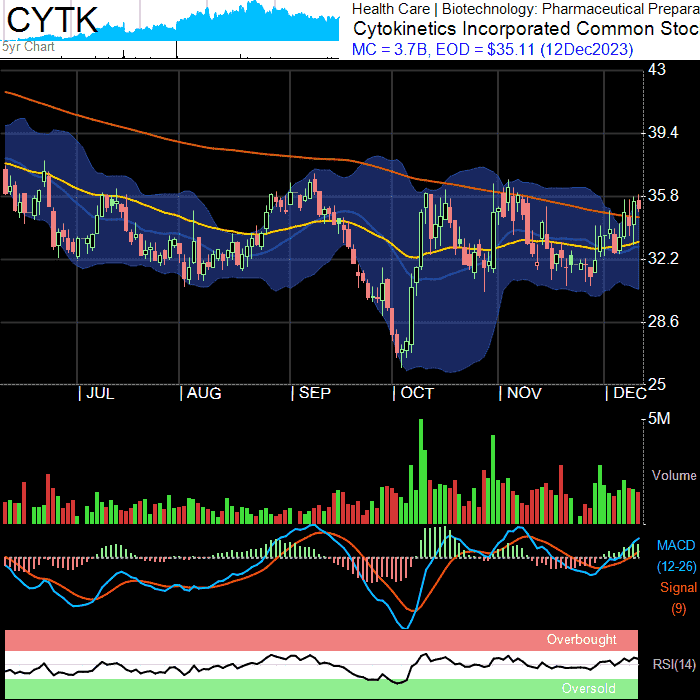 CYTK
5yr Chart
Health Care | Biotechnology: Pharmaceutical Prepara
Cytokinetics Incorporated Common Stoc
MC = 3.7B, EOD = $35.11 (12Dec2023)
43
39.4
35.8
32.2
28.6
25
| JUL | AUG | SEP | OCT | NOV | DEC
5M
Volume
MACD
(12-26)
Signal
(9)
Overbought
RSI(14)
Oversold